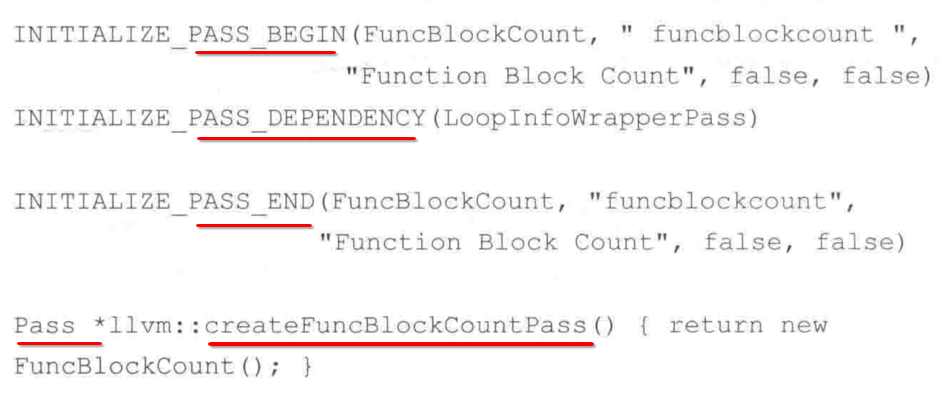 INITIALIZE_PASS_BEGIN(FuncBlockCount, " funcblockcount ",
"Function Block Count", false, false)
INITIALIZE_PASS_DEPENDENCY(LoopInfoWrapperPass)
INITIALIZE_PASS_END(FuncBlockCount, "funcblockcount",
"Function Block Count", false, false)
Pass *llvm::createFuncBlockCountPass() { return new
FuncBlockCount(); }